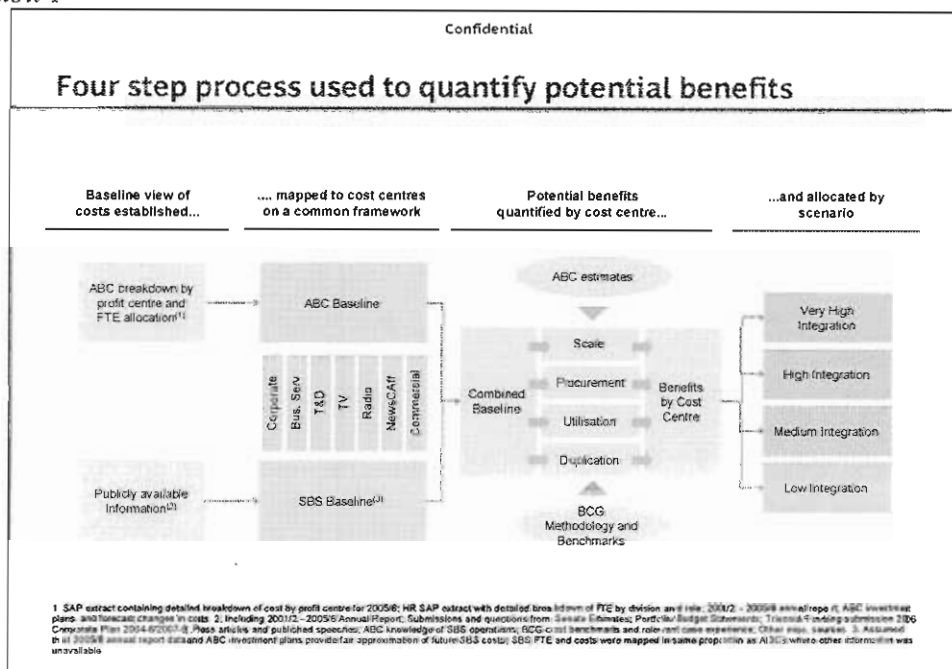 Confidential
Four step process used to quantify potential benefits
Baseline view of
costs established...
.... mapped to cost centres
on a common framework
Potential benefits
quantified by cost centre...
...and allocated by
scenario
ABC breakdown by
profit centre and
FTE allocation(1)
ABC Baseline
Corporate
Bus. Serv
T&D
TV
Radio
NewsCAff
Commercial
Publicly available
Information(2)
SBS Baseline(3)
ABC estimates
Combined
Baseline
Scale
Procurement
Utilisation
Duplication
Benefits
by Cost
Centre
BCG
Methodology and
Benchmarks
Very High
Integration
High Integration
Medium Integration
Low Integration
1 SAP extract containing detailed breakdown of cost by profit centre for 2005/6; HR SAP extract with detailed breakdown of FTE by division and role; 2001/2 - 2005/6 annual report; ABC investment
plans and forecast changes in costs 2. Including 2001/2 - 2005/6 Annual Report; Submissions and questions from Senate Estimates; Portfolio Budget Statements; Triennial Funding submission 2006
Corporate Plan 2004-6/2007-8; Press articles and published speeches; ABC knowledge of SBS operations; BCG cost benchmarks and relevant case experience; Other sources 3. Assumed
that 2005/6 annual report data and ABC investment plans provide fair approximation of future SBS costs; SBS FTE and costs were mapped in same proportion as ABCs where other information was
unavailable